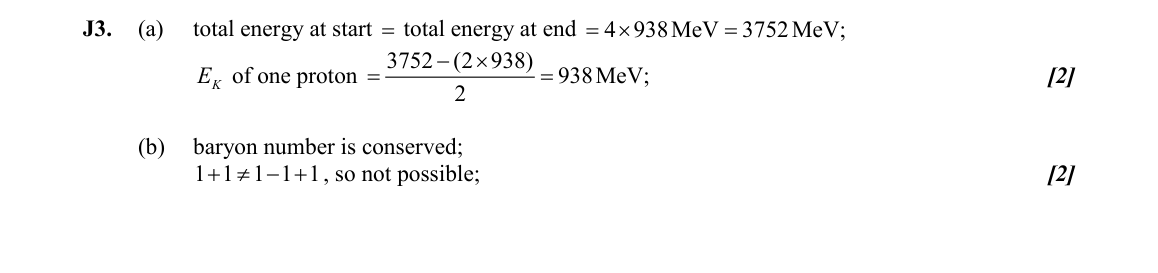 J3. (a) total energy at start = total energy at end = 4×938 MeV = 3752 MeV;
E_K of one proton = \frac{3752-(2×938)}{2} = 938 MeV; [2]
(b) baryon number is conserved;
1+1≠1−1+1, so not possible; [2]